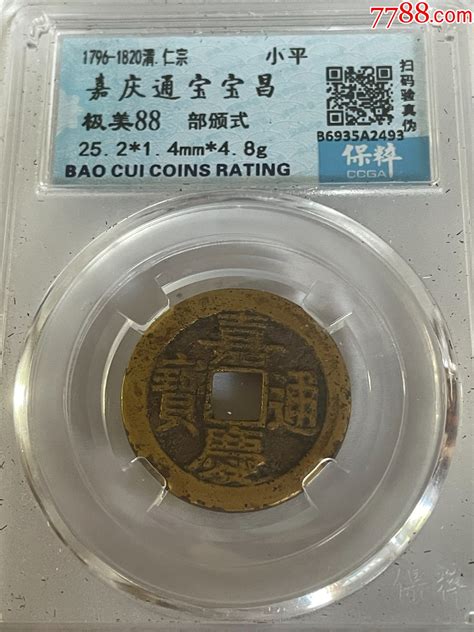 7788.com
1796-1820清.仁宗 小平
嘉庆通宝宝昌
极美88 部颁式
25.2*1.4mm*4.8g
BAO CUI COINS RATING
扫码验真伪
B6935A2493
保粹
CCGA
嘉慶通寶
保粹